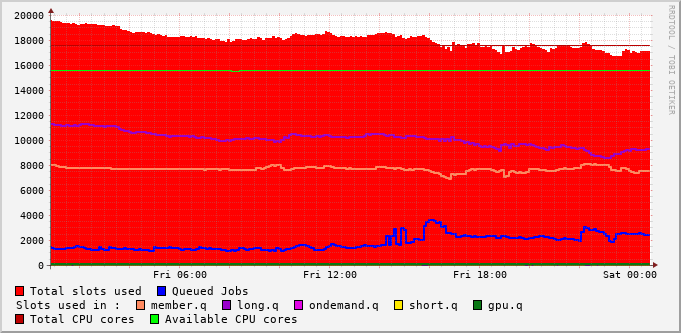 20000
18000
16000
14000
12000
10000
8000
6000
4000
2000
0
Fri 06:00 Fri 12:00 Fri 18:00 Sat 00:00
Total slots used Queued Jobs
Slots used in : member.q long.q ondemand.q short.q gpu.q
Total CPU cores Available CPU cores
RRDTOOL / TOBI OETIKER